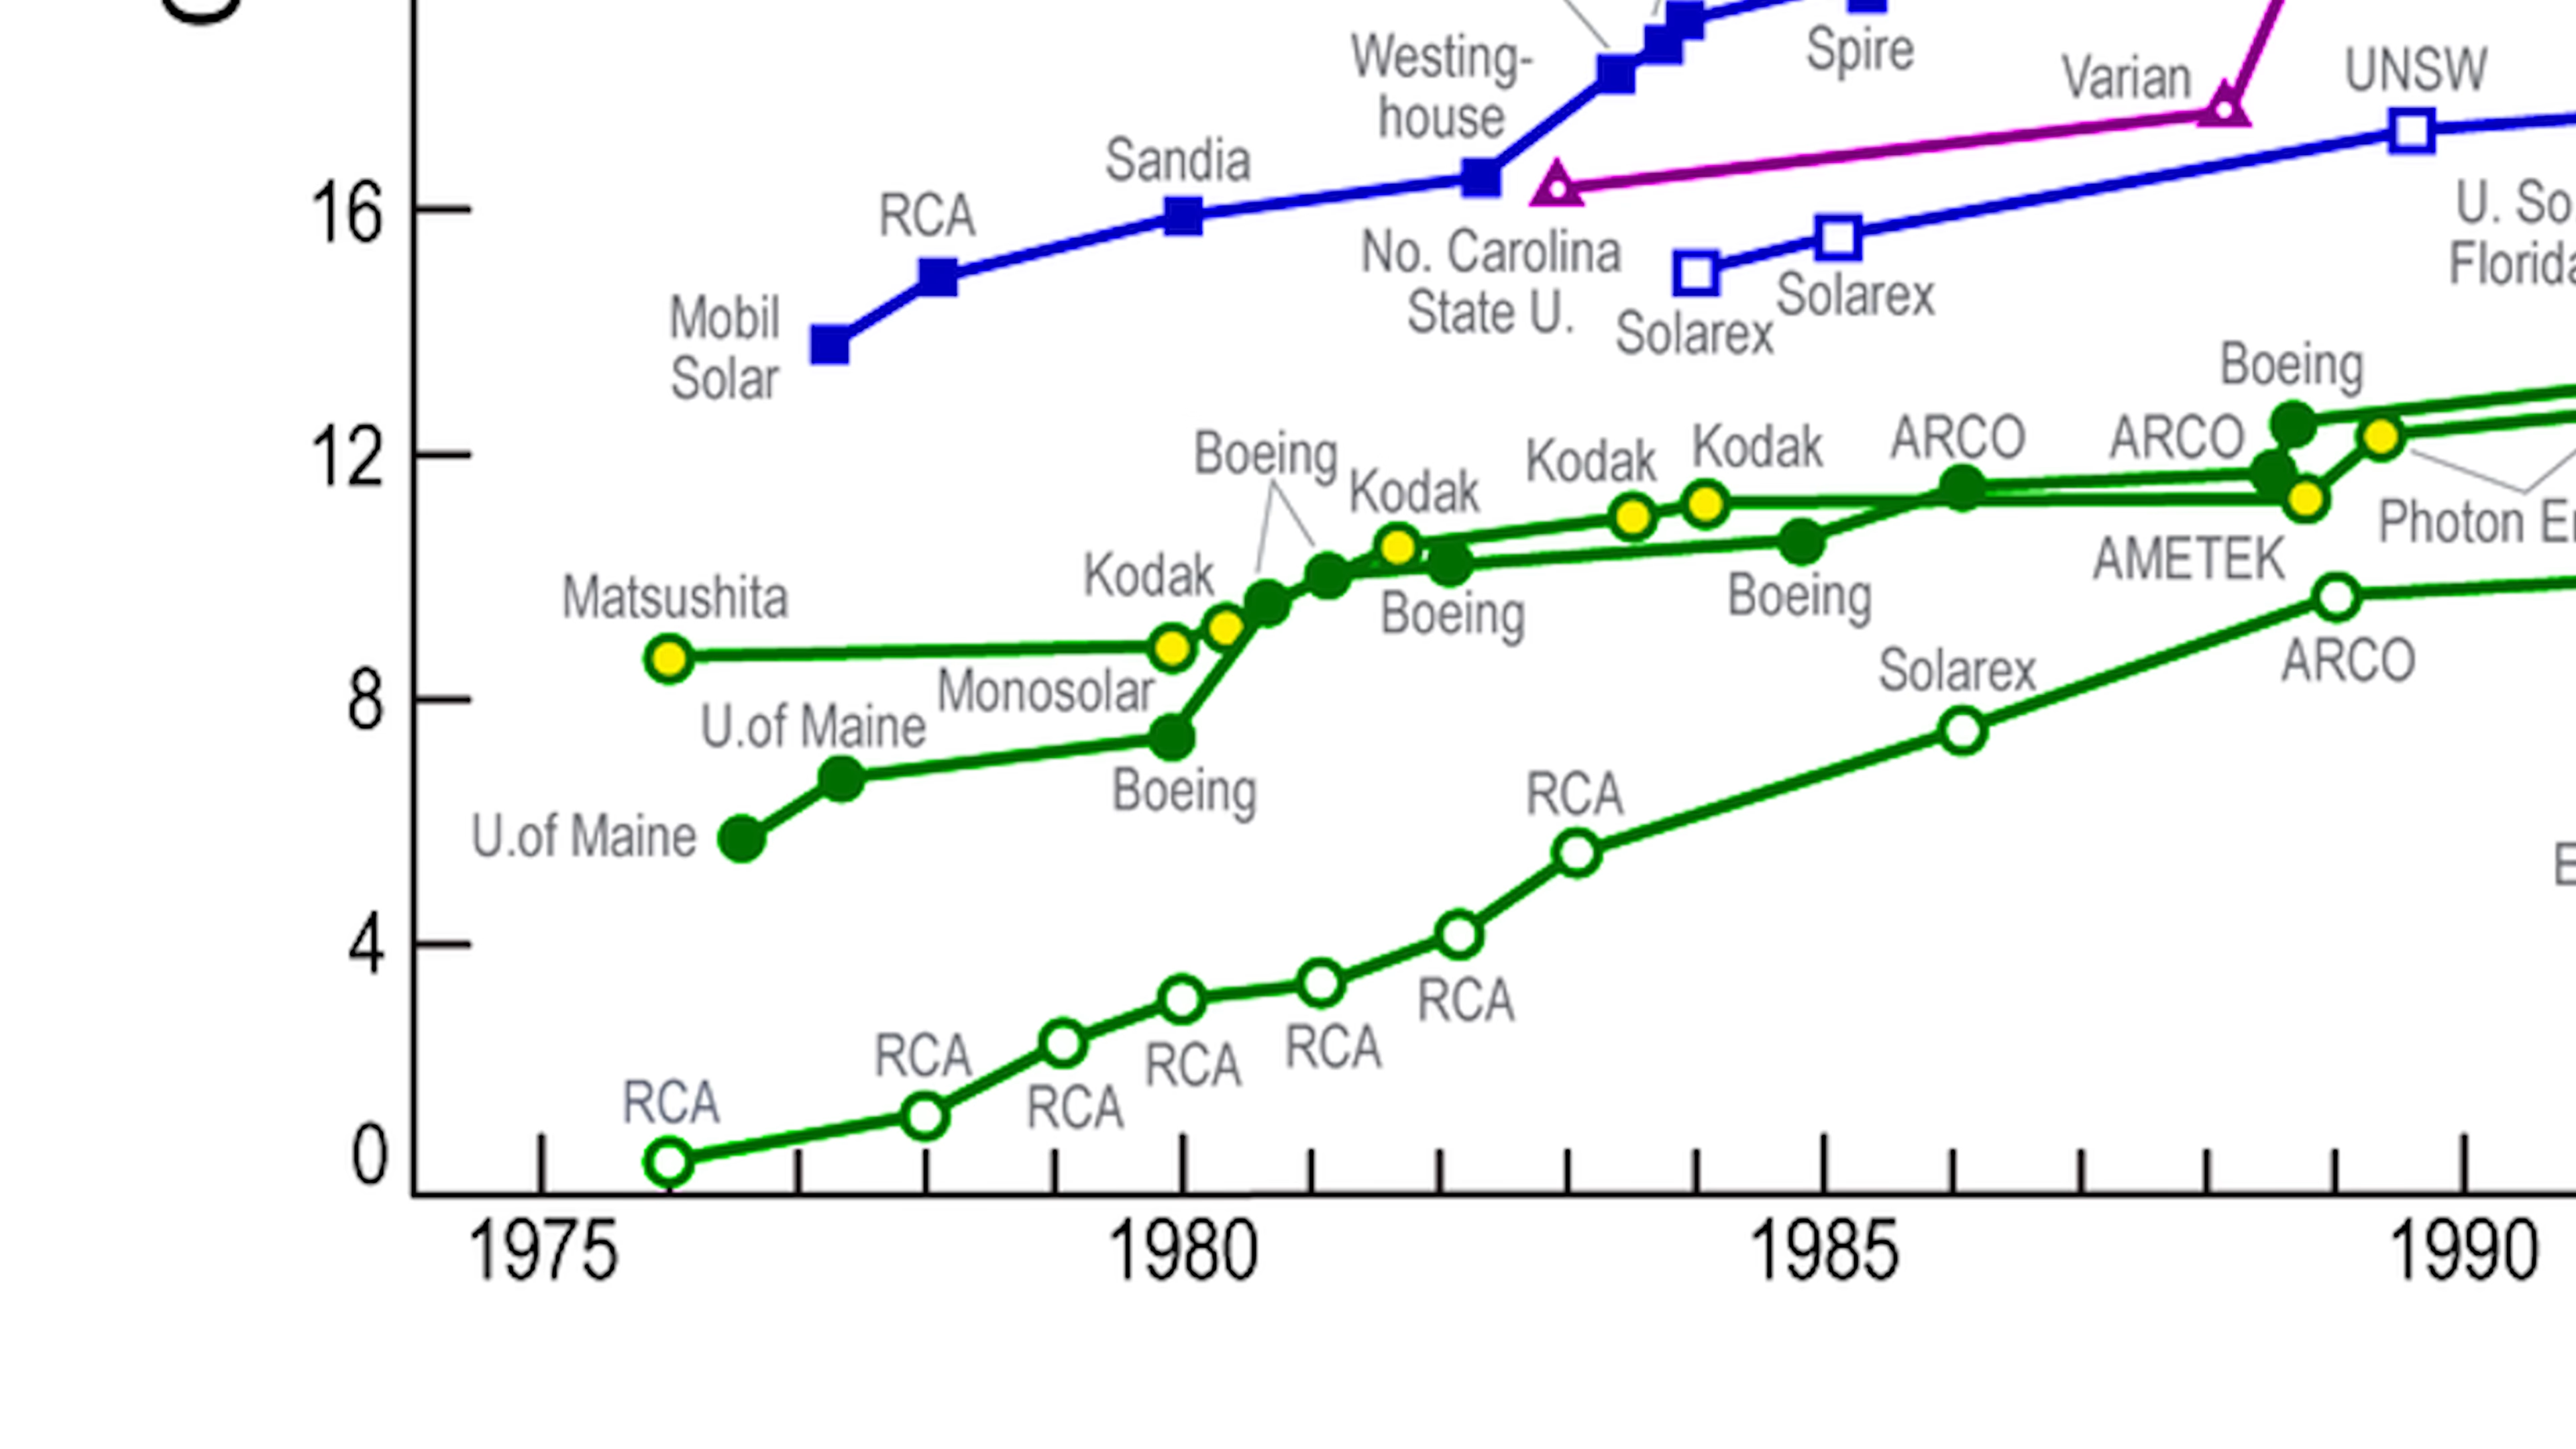 Westing-
house
Spire
Varian
UNSW
Sandia
RCA
16
No. Carolina
State U.
U. So
Florida
Solarex
Solarex
Mobil
Solar
Boeing
12
Boeing
Kodak
Kodak
Kodak
ARCO
ARCO
Photon E
Matsushita
Kodak
AMETEK
Boeing
Boeing
ARCO
8
Monosolar
Solarex
U.of Maine
Boeing
U.of Maine
RCA
4
RCA
RCA
RCA
RCA
RCA
RCA
RCA
0
1975
1980
1985
1990